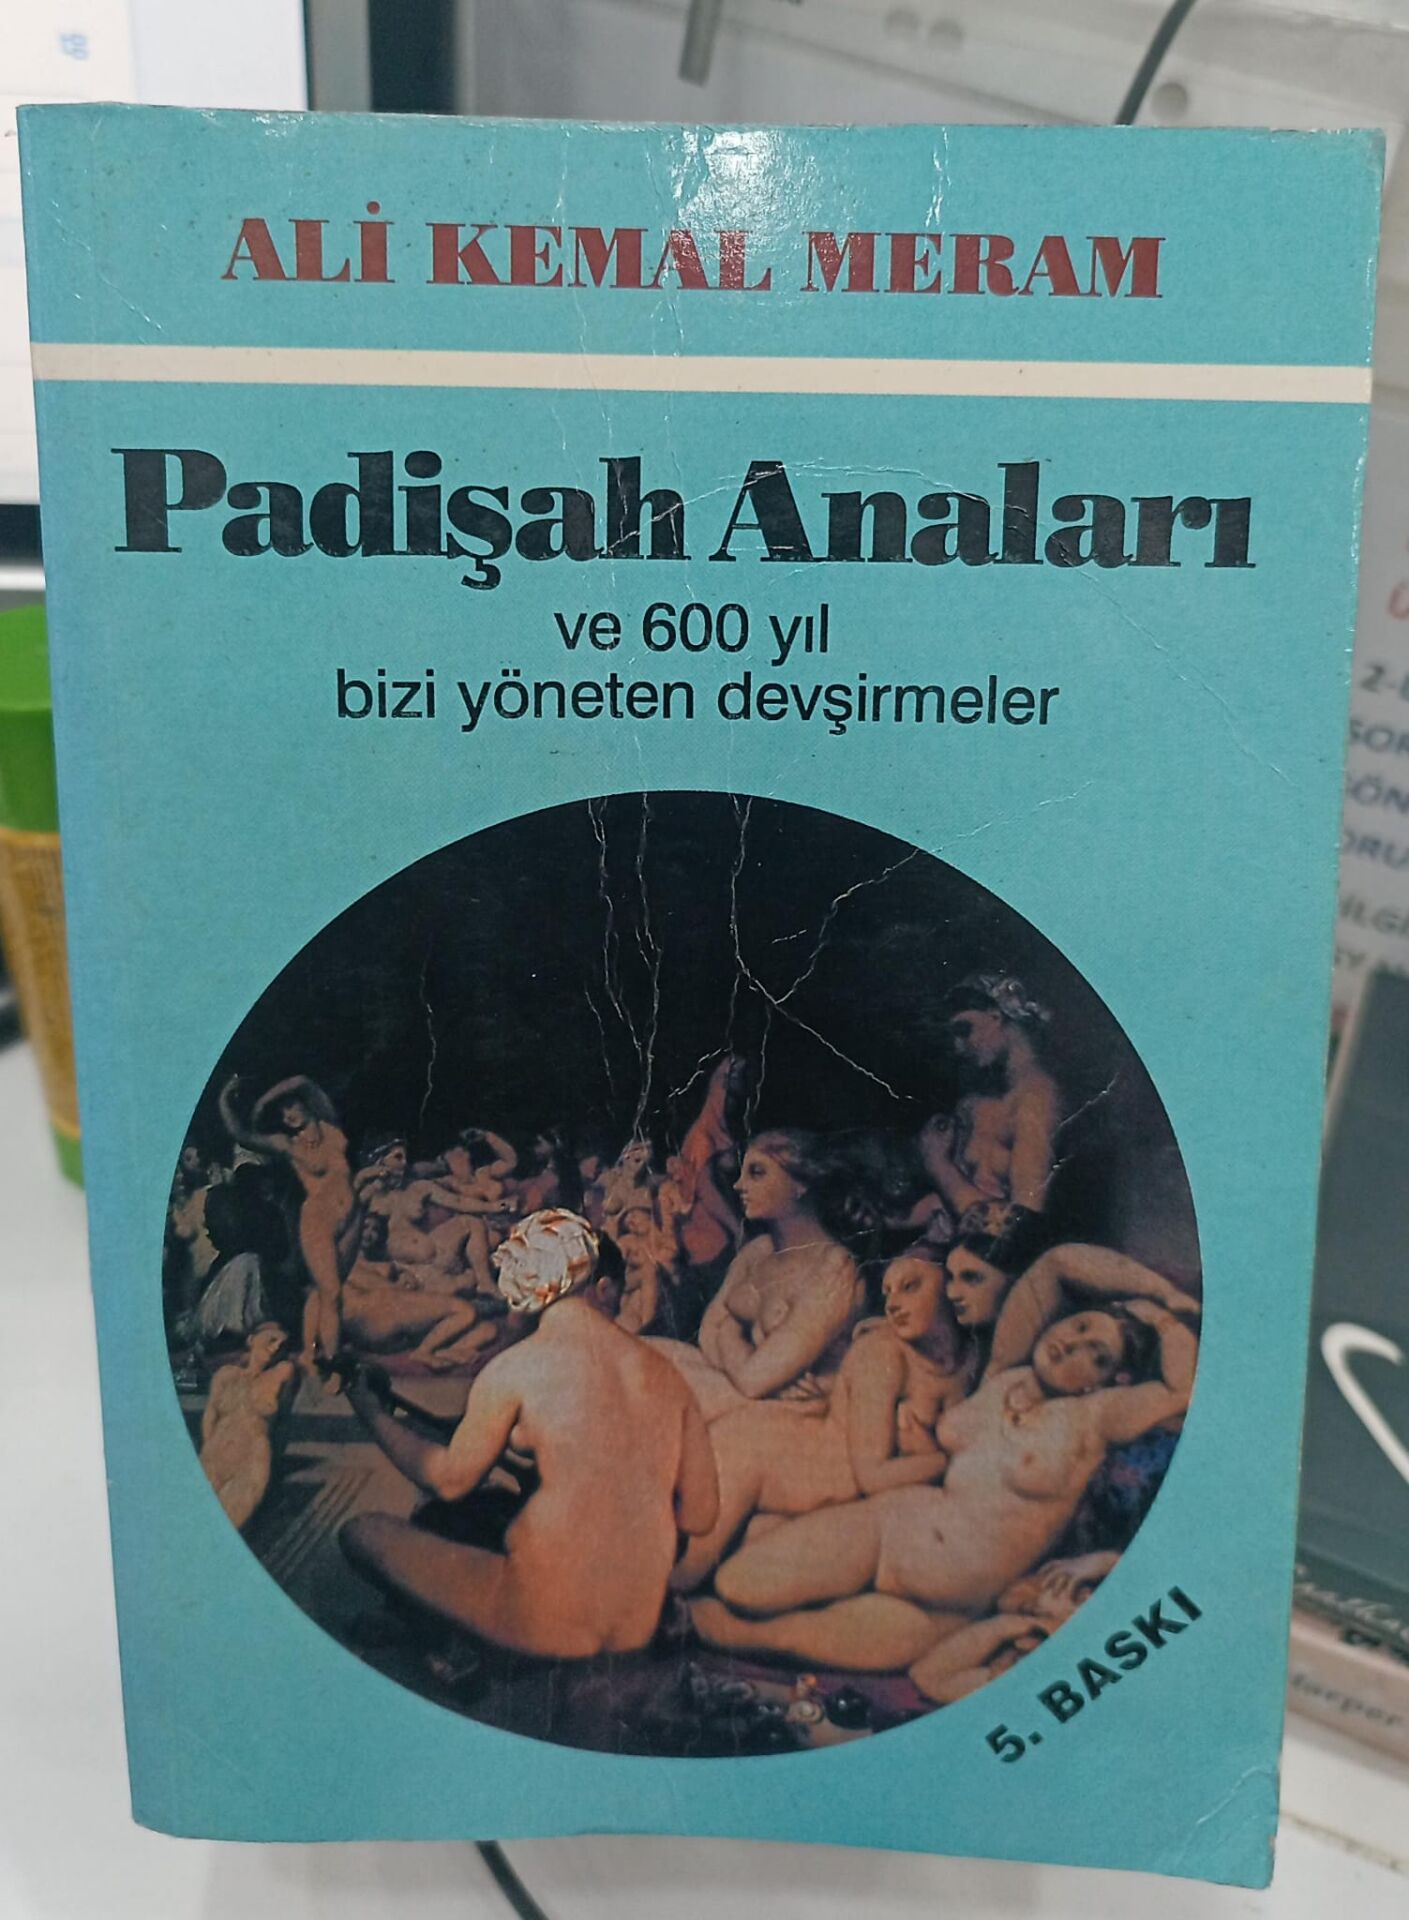 ALİ KEMAL MERAM
Padişah Anaları
ve 600 yıl
bizi yöneten devşirmeler
5. BASKI